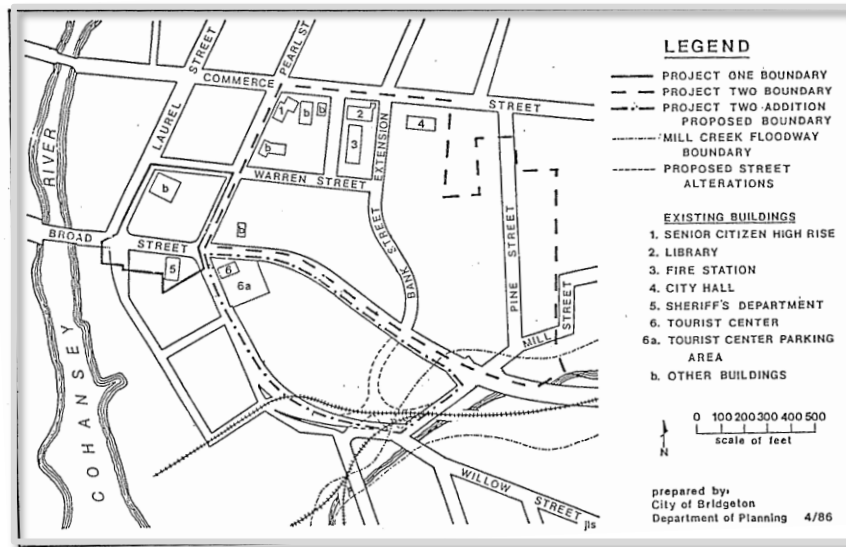 LAUREL STREET
PEARL ST
COMMERCE STREET
1
b
b
2
3
4
b
RIVER
b
WARREN STREET
BANK STREET EXTENSION
PINE STREET
BROAD STREET
b
5
6
6a
MILL STREET
COHANSEY
WILLOW STREET
jls
LEGEND
PROJECT ONE BOUNDARY
PROJECT TWO BOUNDARY
PROJECT TWO-ADDITION
PROPOSED BOUNDARY
MILL CREEK FLOODWAY
BOUNDARY
PROPOSED STREET
ALTERATIONS
EXISTING BUILDINGS
1. SENIOR CITIZEN HIGH RISE
2. LIBRARY
3. FIRE STATION
4. CITY HALL
5. SHERIFF'S DEPARTMENT
6. TOURIST CENTER
6a. TOURIST CENTER PARKING
AREA
b. OTHER BUILDINGS
0 100 200 300 400 500
scale of feet
N
prepared by:
City of Bridgeton
Department of Planning 4/86